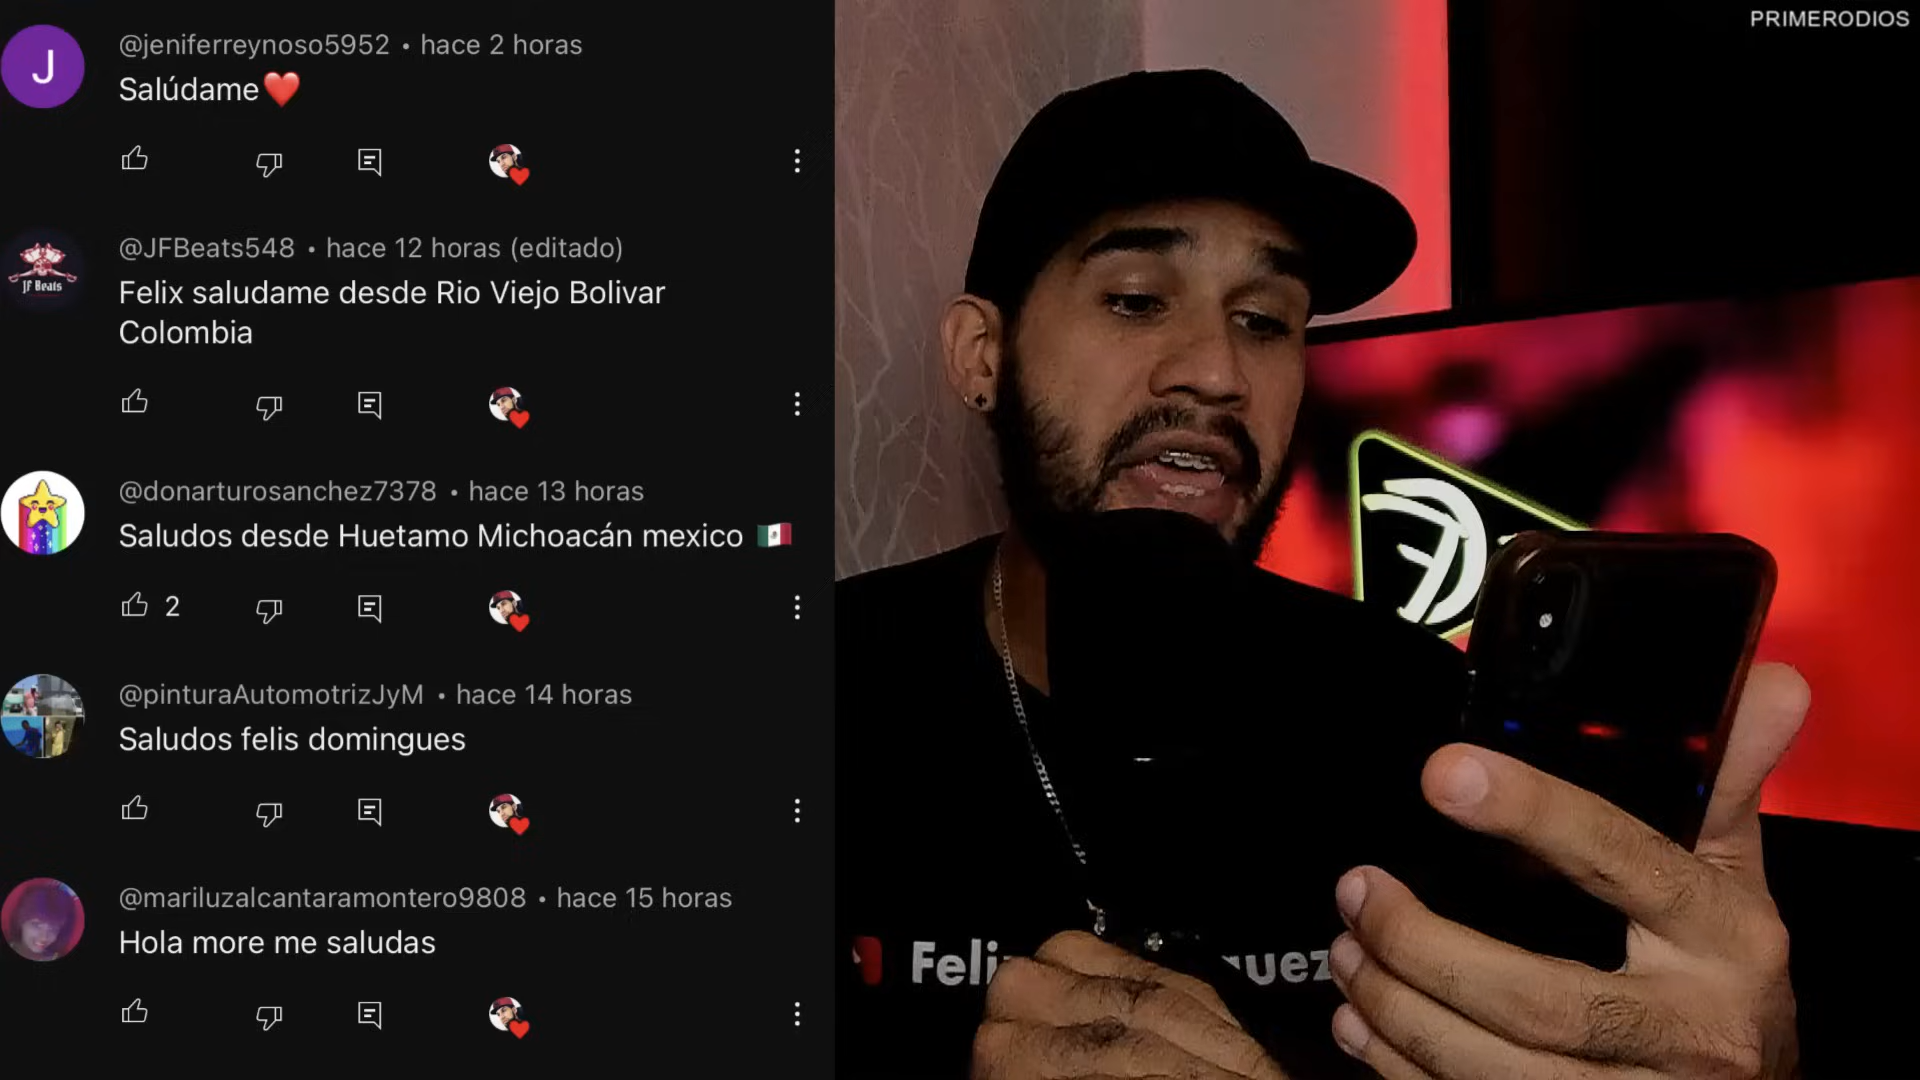 @jeniferreynoso5952 • hace 2 horas
Salúdame❤️
@JFBeats548 • hace 12 horas (editado)
Felix saludame desde Rio Viejo Bolivar
Colombia
JF Beats
@donarturosanchez7378 • hace 13 horas
Saludos desde Huetamo Michoacán mexico 🇲🇽
2
@pinturaAutomotrizJyM • hace 14 horas
Saludos felis domingues
@mariluzalcantaramontero9808 • hace 15 horas
Hola more me saludas
J
PRIMERODIOS